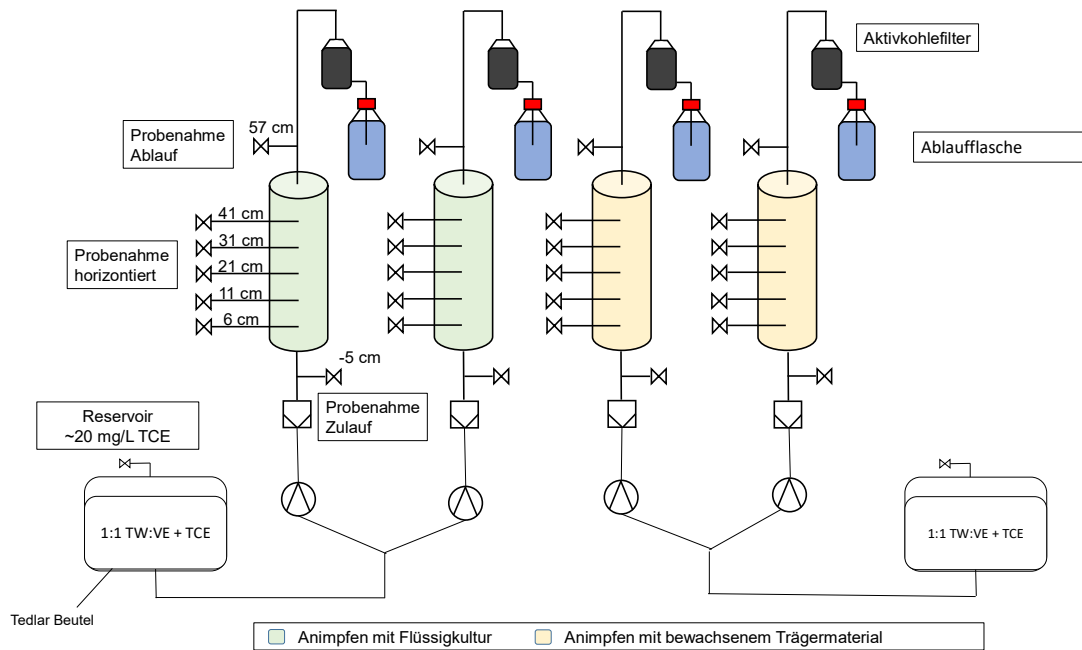 Aktivkohlefilter
57 cm
Probenahme
Ablauf
Ablaufflasche
41 cm
31 cm
Probenahme
horizontiert
21 cm
11 cm
6 cm
-5 cm
Probenahme
Zulauf
Reservoir
~20 mg/L TCE
1:1 TW:VE + TCE
1:1 TW:VE + TCE
Tedlar Beutel
Animpfen mit Flüssigkultur
Animpfen mit bewachsenem Trägermaterial